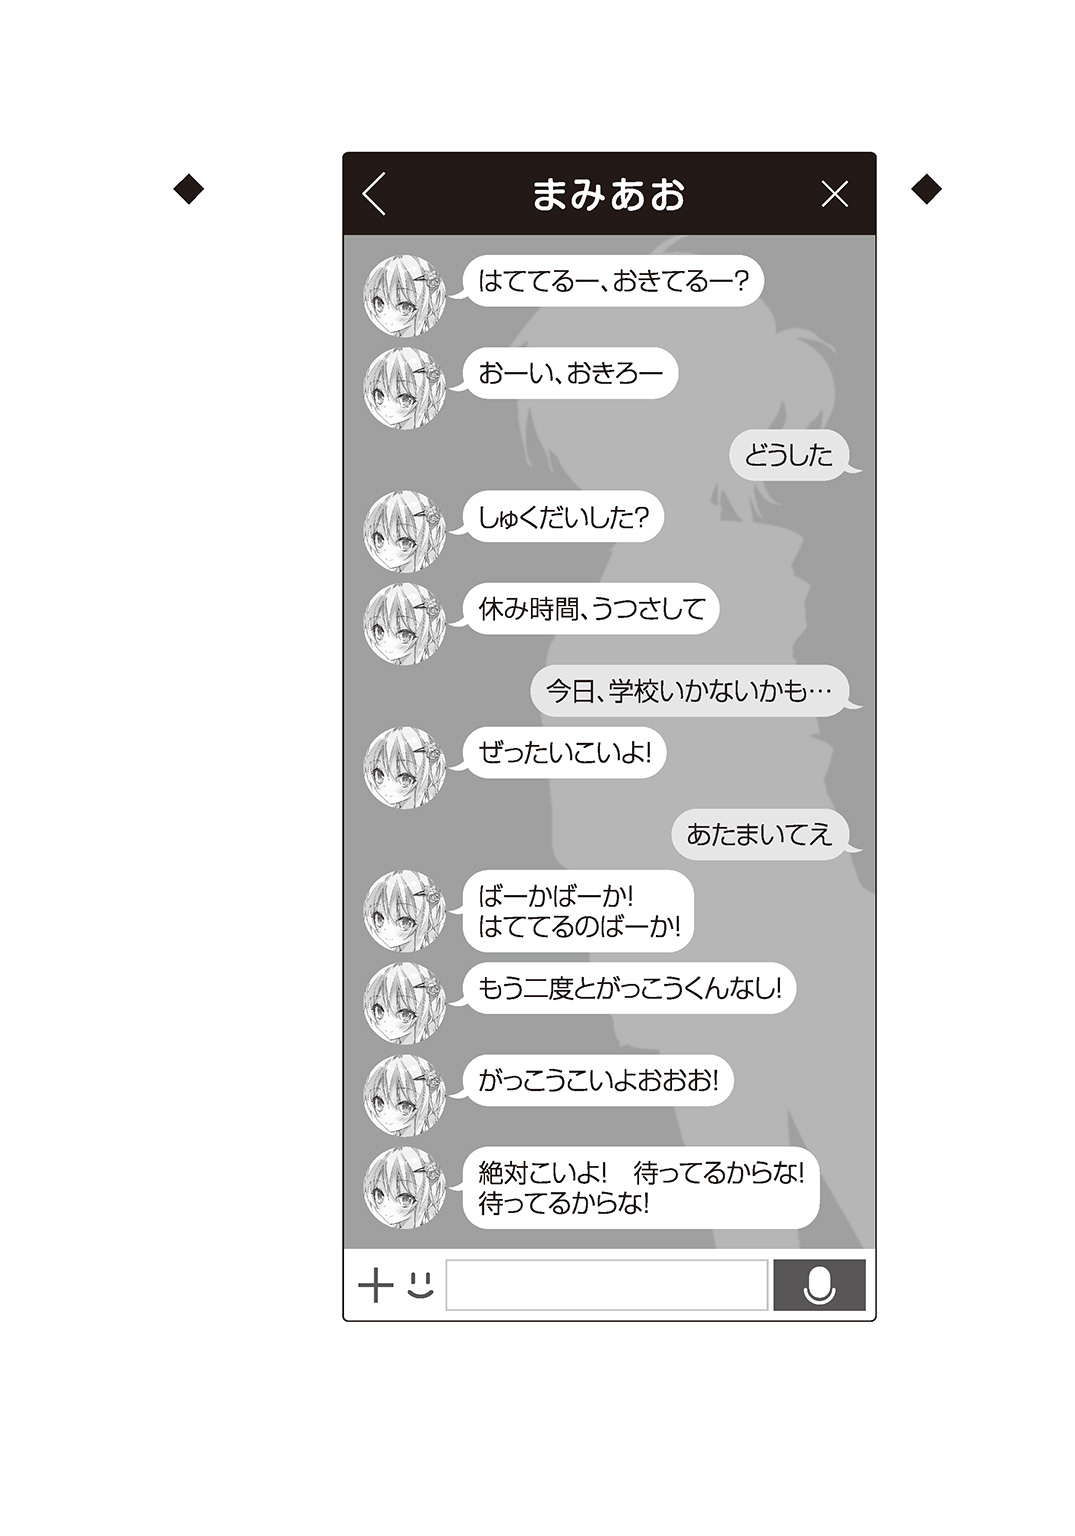 まみあお
はててるー、おきてるー?
おーい、おきろー
どうした
しゅくだいした?
休み時間、うつさして
今日、学校いかないかも…
ぜったいこいよ!
あたまいてえ
ばーかばーか!
はててるのばーか!
もう二度とがっこうくんなし!
がっこうこいよおおお!
絶対こいよ!　待ってるからな!
待ってるからな!